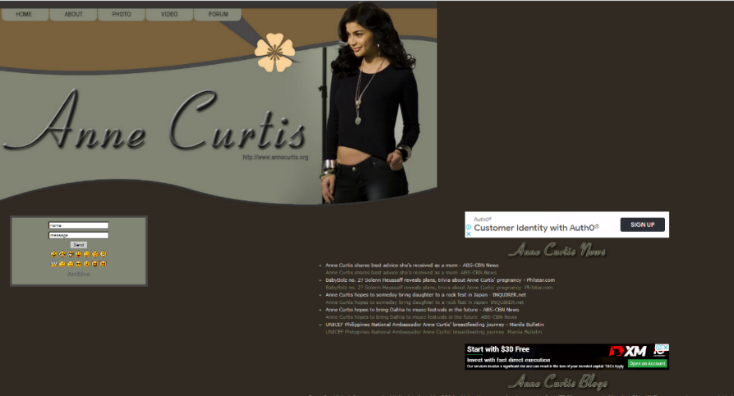 HOME ABOUT PHOTO VIDEO FORUM
Anne Curtis
http://www.annecurtis.org
name
message
Send
Archive
Auth0®
Customer Identity with Auth0®
SIGN UP
Anne Curtis News
Anne Curtis shares best advice she's received as a mom - ABS-CBN News
Anne Curtis shares best advice she's received as a mom ABS-CBN News
No. 27 Solenn Heussaff reveals plans, trivia about Anne Curtis' pregnancy - Philstar.com
No. 27 Solenn Heussaff reveals plans, trivia about Anne Curtis' pregnancy Philstar.com
Anne Curtis hopes to someday bring daughter to a rock fest in Japan - INQUIRER.net
Anne Curtis hopes to someday bring daughter to a rock fest in Japan INQUIRER.net
Anne Curtis hopes to bring Dahlia to music festivals in the future - ABS-CBN News
Anne Curtis hopes to bring Dahlia to music festivals in the future ABS-CBN News
UNICEF Philippines National Ambassador Anne Curtis' breastfeeding journey - Manila Bulletin
UNICEF Philippines National Ambassador Anne Curtis' breastfeeding journey Manila Bulletin
Start with $30 Free
Invest with fast direct execution
XM
Open an Account
Anne Curtis Blogs